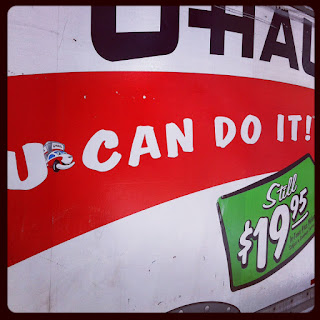 U-HAU
U CAN DO IT!
Still
$19.95